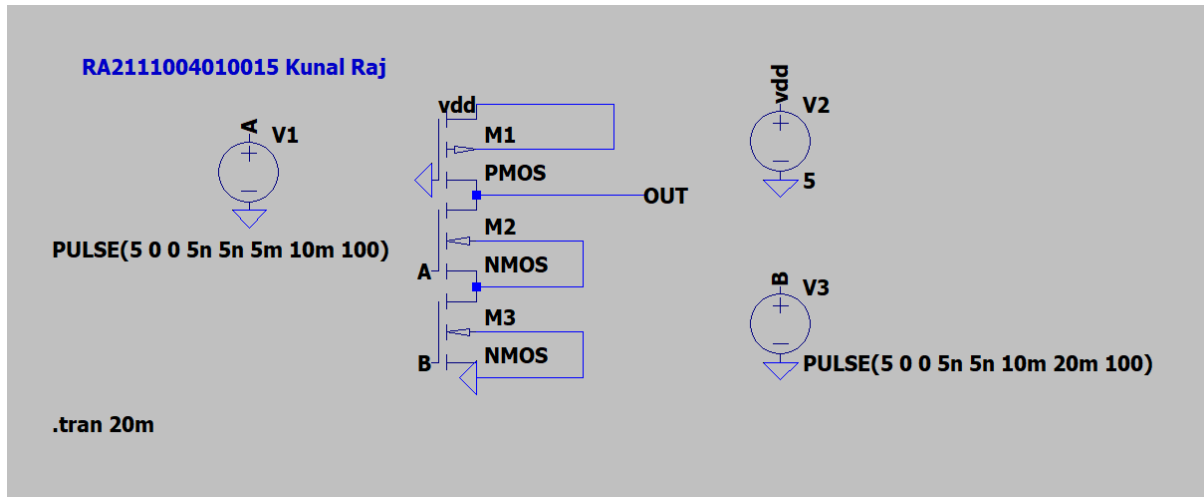 RA2111004010015 Kunal Raj
A
V1
PULSE(5 0 0 5n 5n 5m 10m 100)
vdd
M1
PMOS
OUT
M2
A
NMOS
M3
B
NMOS
vdd
V2
5
B
V3
PULSE(5 0 0 5n 5n 10m 20m 100)
.tran 20m